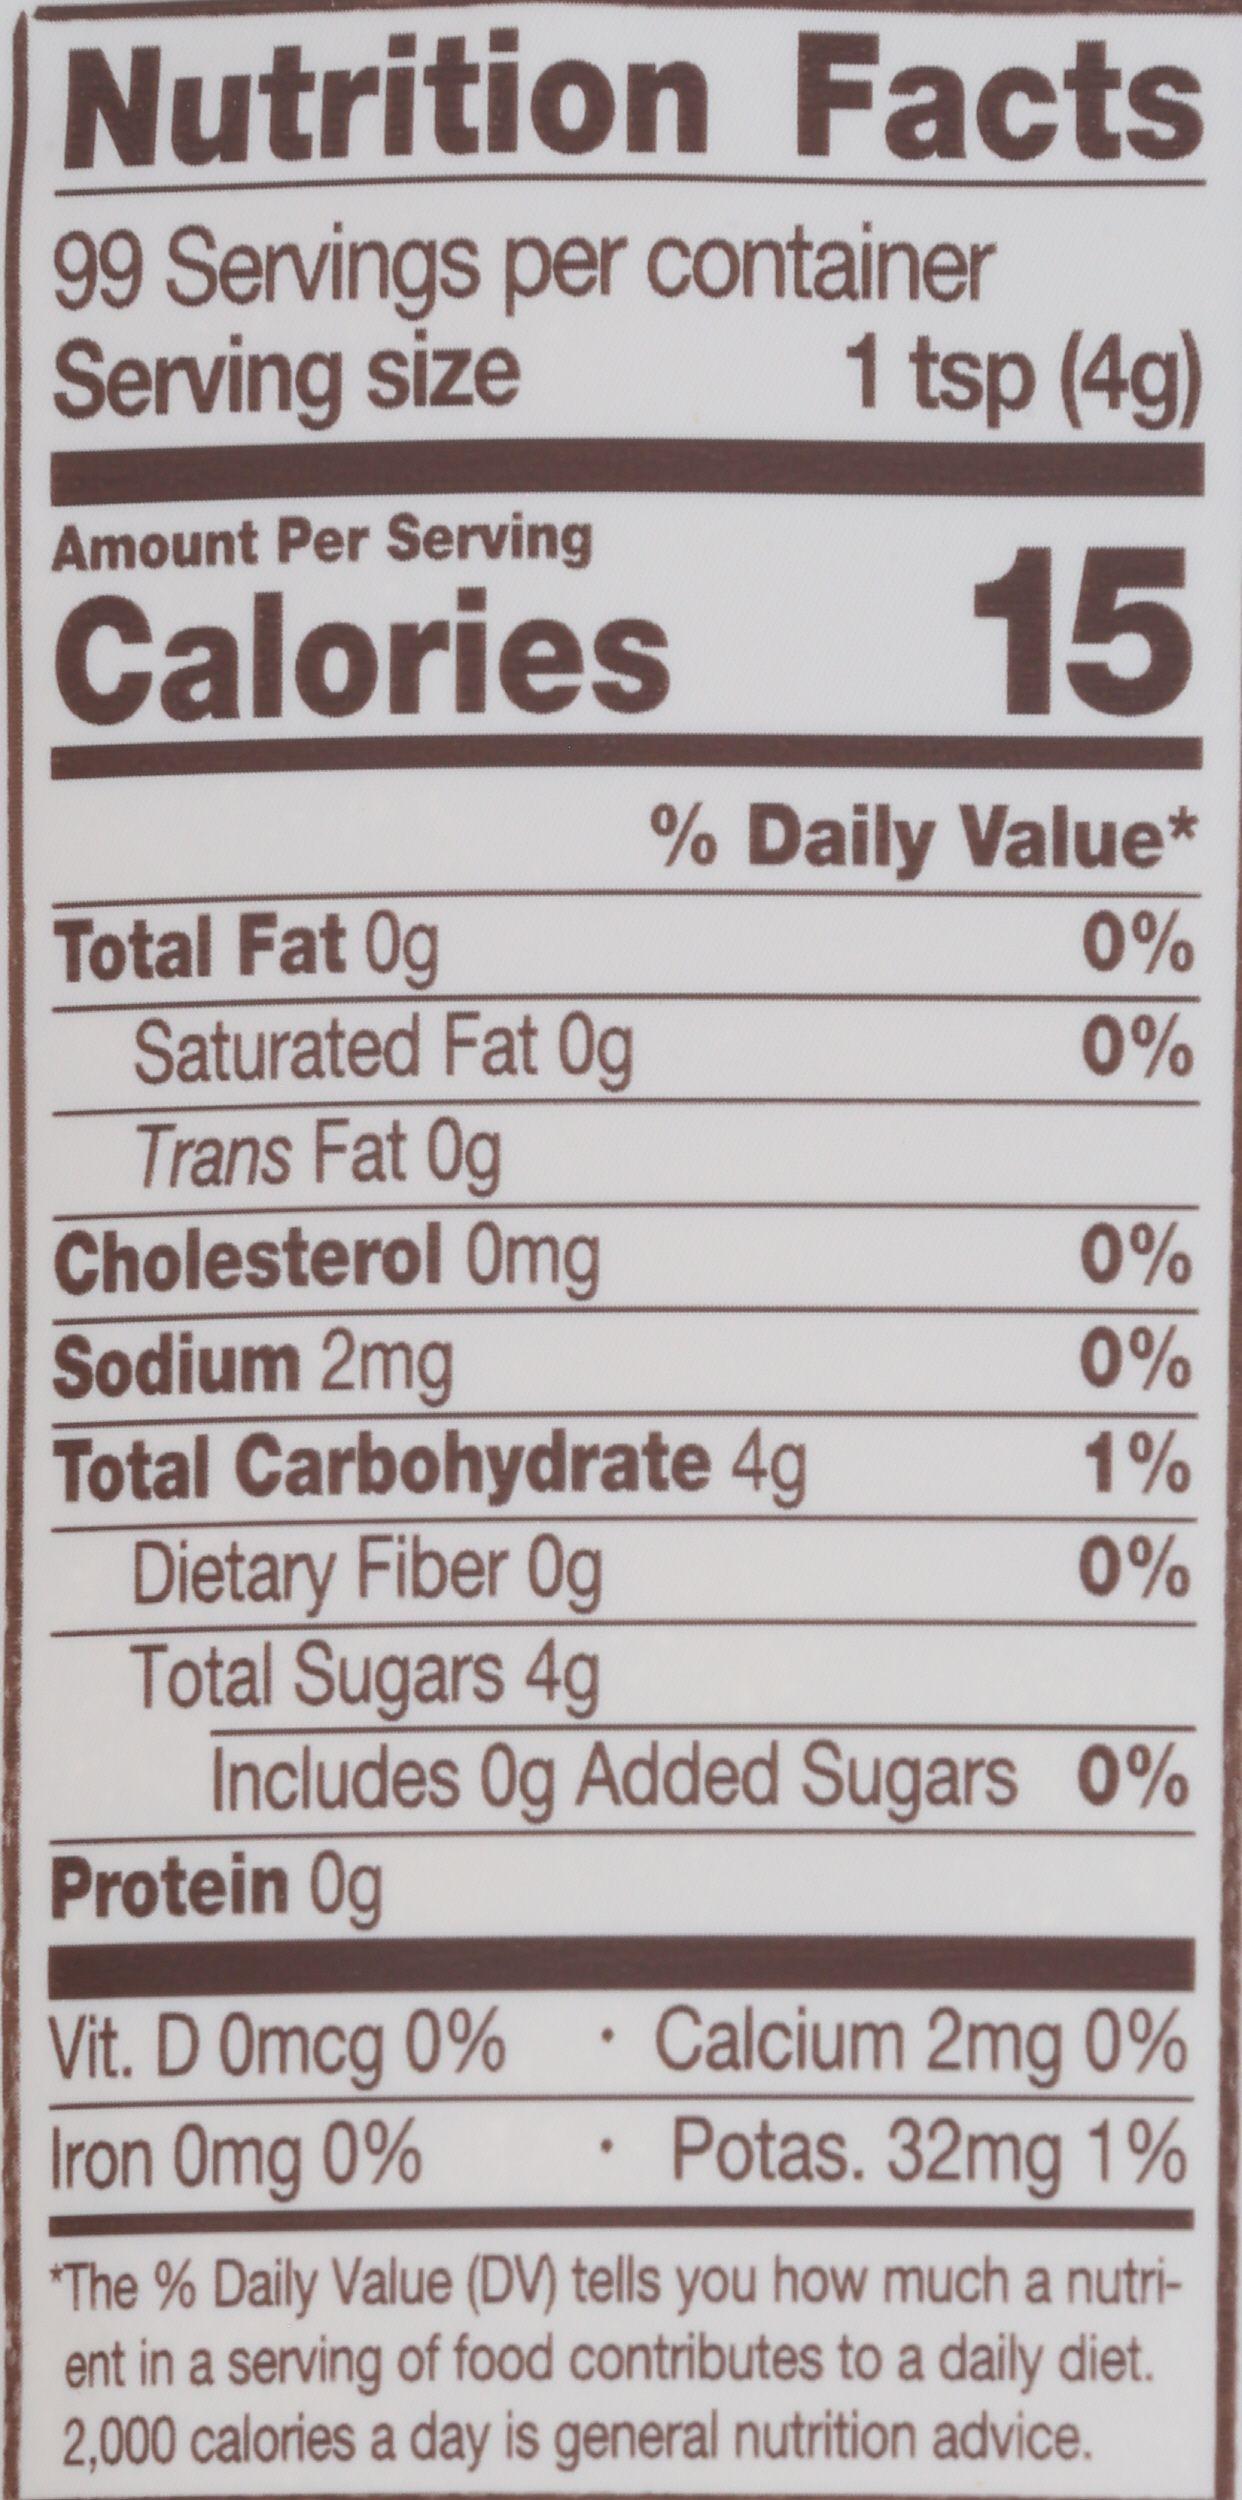 Nutrition Facts
99 Servings per container
Serving size 1 tsp (4g)
Amount Per Serving
Calories 15
% Daily Value*
Total Fat 0g 0%
Saturated Fat 0g 0%
Trans Fat 0g
Cholesterol 0mg 0%
Sodium 2mg 0%
Total Carbohydrate 4g 1%
Dietary Fiber 0g 0%
Total Sugars 4g
Includes 0g Added Sugars 0%
Protein 0g
Vit. D 0mcg 0% · Calcium 2mg 0%
Iron 0mg 0% · Potas. 32mg 1%
*The % Daily Value (DV) tells you how much a nutri-
ent in a serving of food contributes to a daily diet.
2,000 calories a day is general nutrition advice.